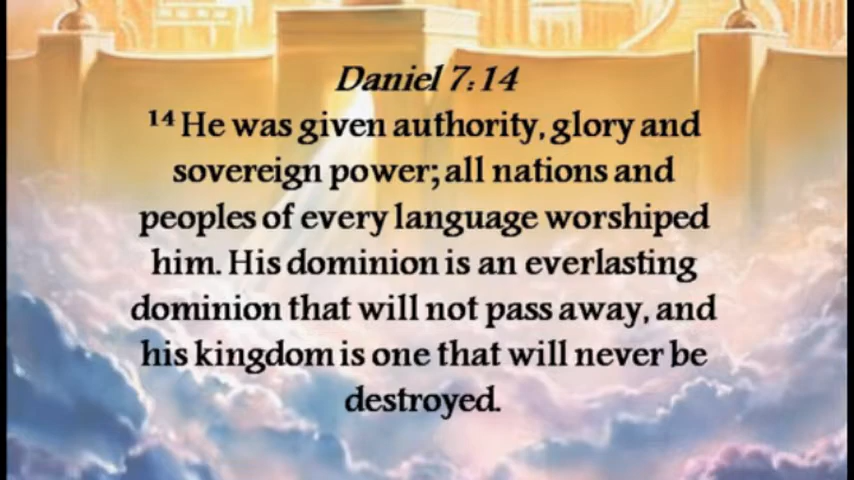 Daniel 7:14
¹⁴ He was given authority, glory and
sovereign power; all nations and
peoples of every language worshiped
him. His dominion is an everlasting
dominion that will not pass away, and
his kingdom is one that will never be
destroyed.